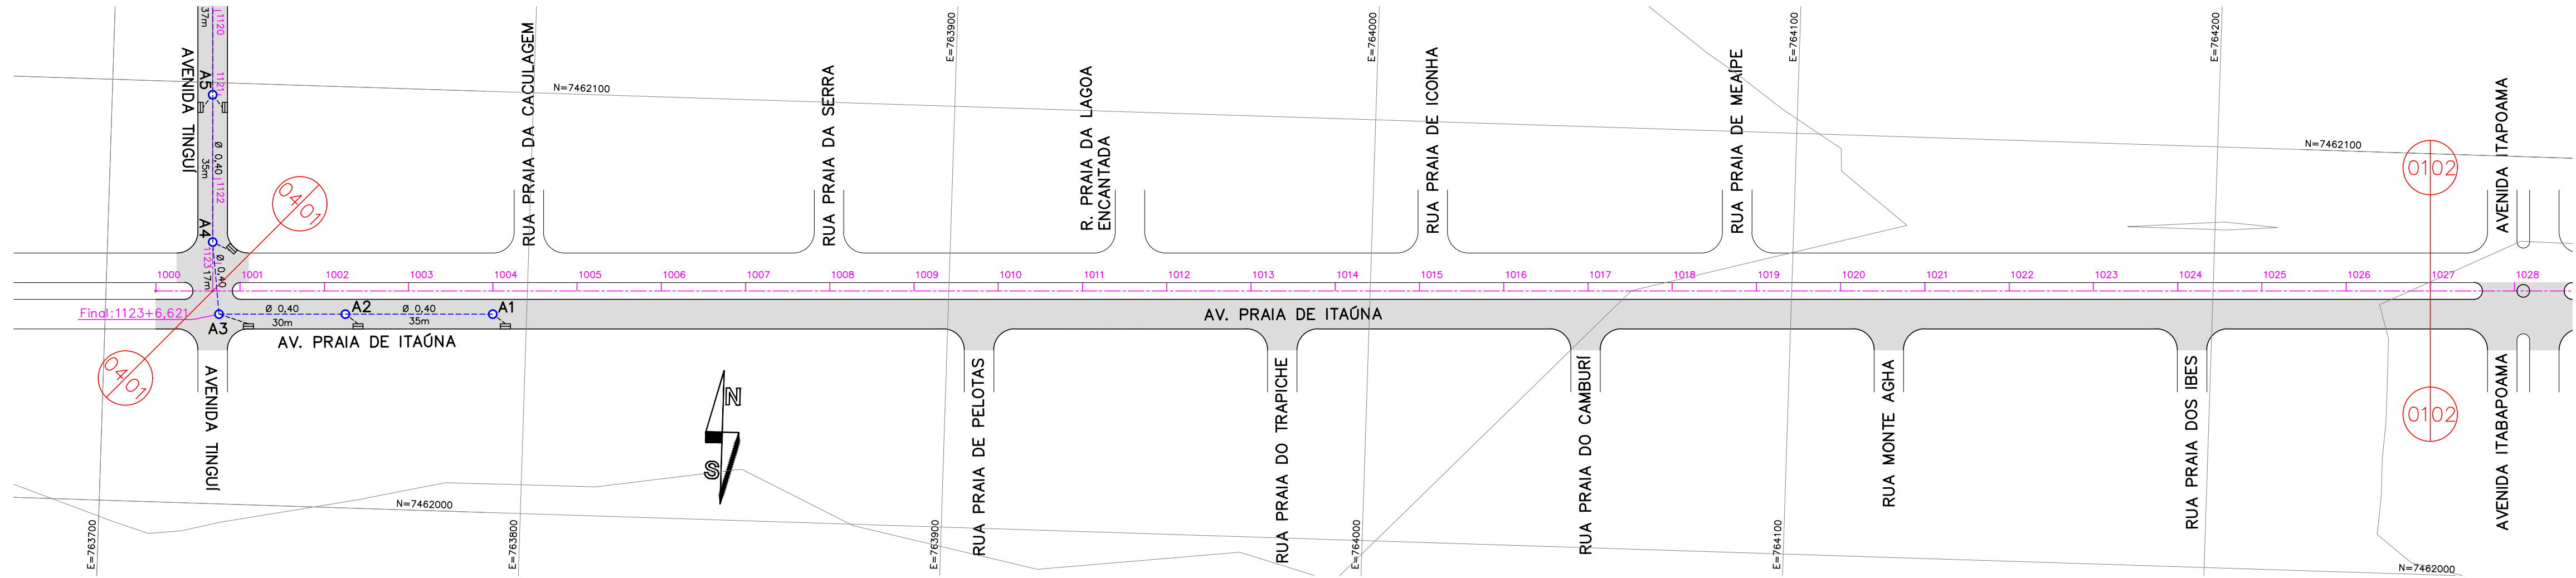 37m
1120
AVENIDA TINGUÍ
A5
1121
Ø 0,40
35m
1122
A4
1123
Ø 0,40
17m
0401
RUA PRAIA DA CACULAGEM
N=7462100
RUA PRAIA DA SERRA
E=763900
R. PRAIA DA LAGOA
ENCANTADA
E=764000
RUA PRAIA DE ICONHA
RUA PRAIA DE MEAÍPE
E=764100
E=764200
N=7462100
0102
AVENIDA ITAPOAMA
1000
1001
1002
1003
1004
1005
1006
1007
1008
1009
1010
1011
1012
1013
1014
1015
1016
1017
1018
1019
1020
1021
1022
1023
1024
1025
1026
1027
1028
Final:1123+6,621
A3
Ø 0,40
30m
A2
Ø 0,40
35m
A1
AV. PRAIA DE ITAÚNA
AV. PRAIA DE ITAÚNA
0401
AVENIDA TINGUÍ
N
S
RUA PRAIA DE PELOTAS
RUA PRAIA DO TRAPICHE
RUA PRAIA DO CAMBURÍ
RUA MONTE AGHA
RUA PRAIA DOS IBES
0102
AVENIDA ITABAPOAMA
N=7462000
E=763700
E=763800
E=763900
E=764000
E=764100
E=764200
N=7462000